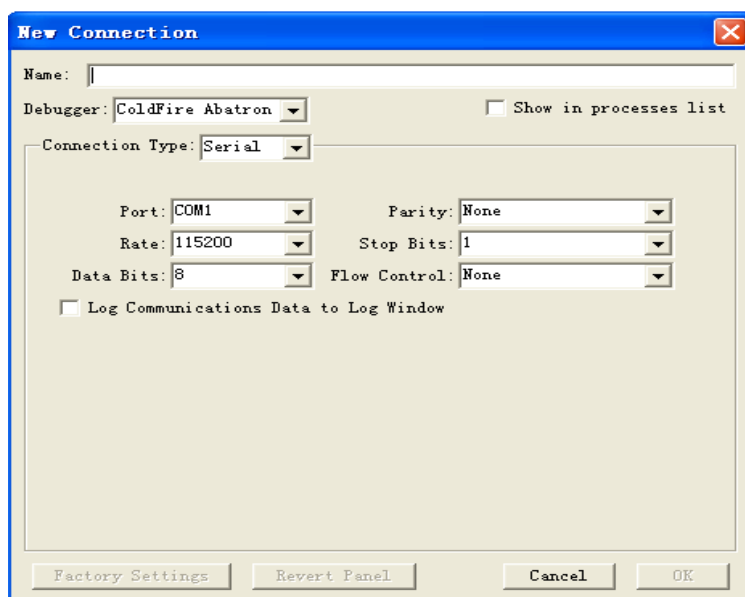 New Connection
Name:
Debugger: ColdFire Abatron Show in processes list
Connection Type: Serial
Port: COM1 Parity: None
Rate: 115200 Stop Bits: 1
Data Bits: 8 Flow Control: None
Log Communications Data to Log Window
Factory Settings Revert Panel Cancel OK